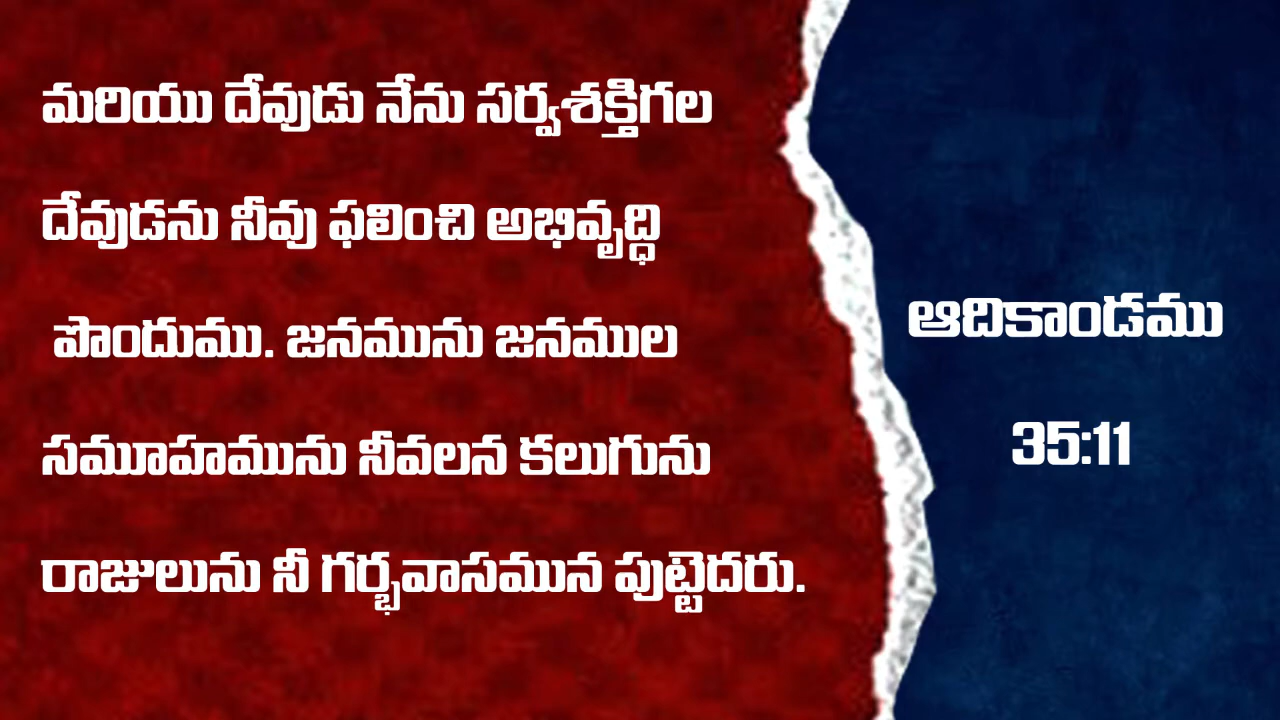 మరియు దేవుడు నేను సర్వశక్తిగల
దేవుడను నీవు ఫలించి అభివృద్ధి
పొందుము. జనమును జనముల
సమూహమును నీవలన కలుగును
రాజులును నీ గర్భవాసమున పుట్టెదరు.
ఆదికాండము
35:11